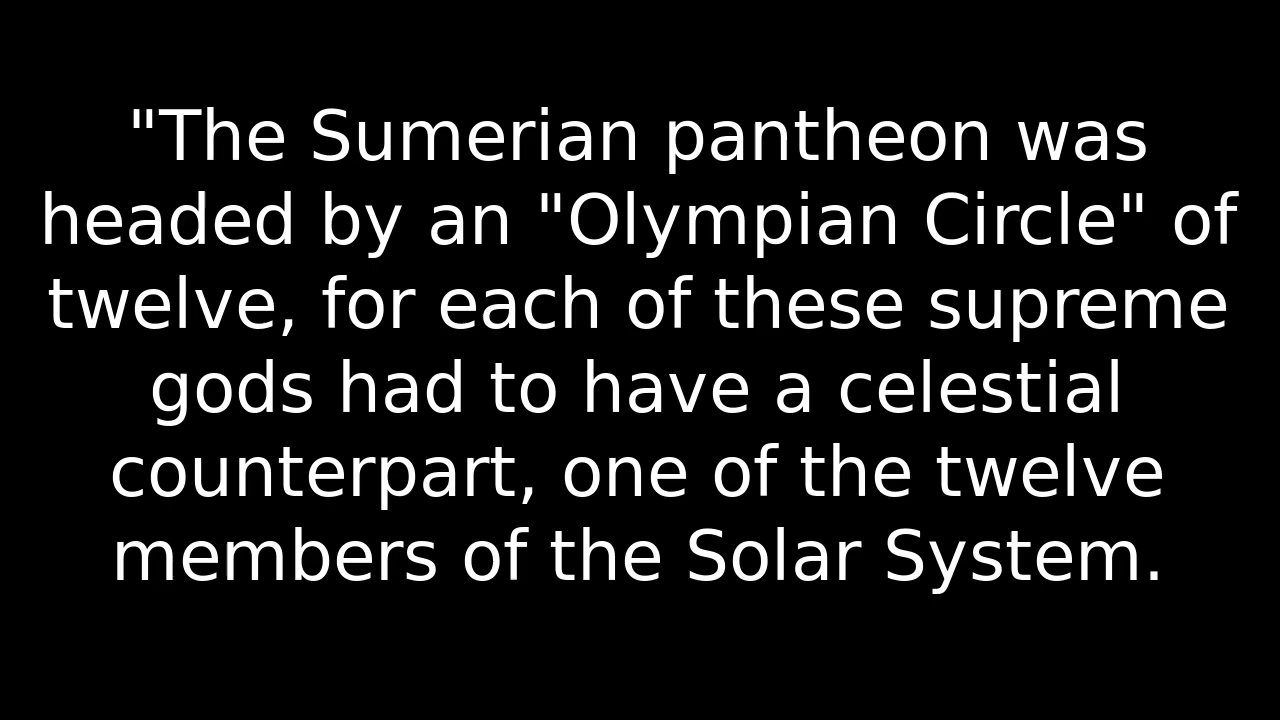 "The Sumerian pantheon was
headed by an "Olympian Circle" of
twelve, for each of these supreme
gods had to have a celestial
counterpart, one of the twelve
members of the Solar System.